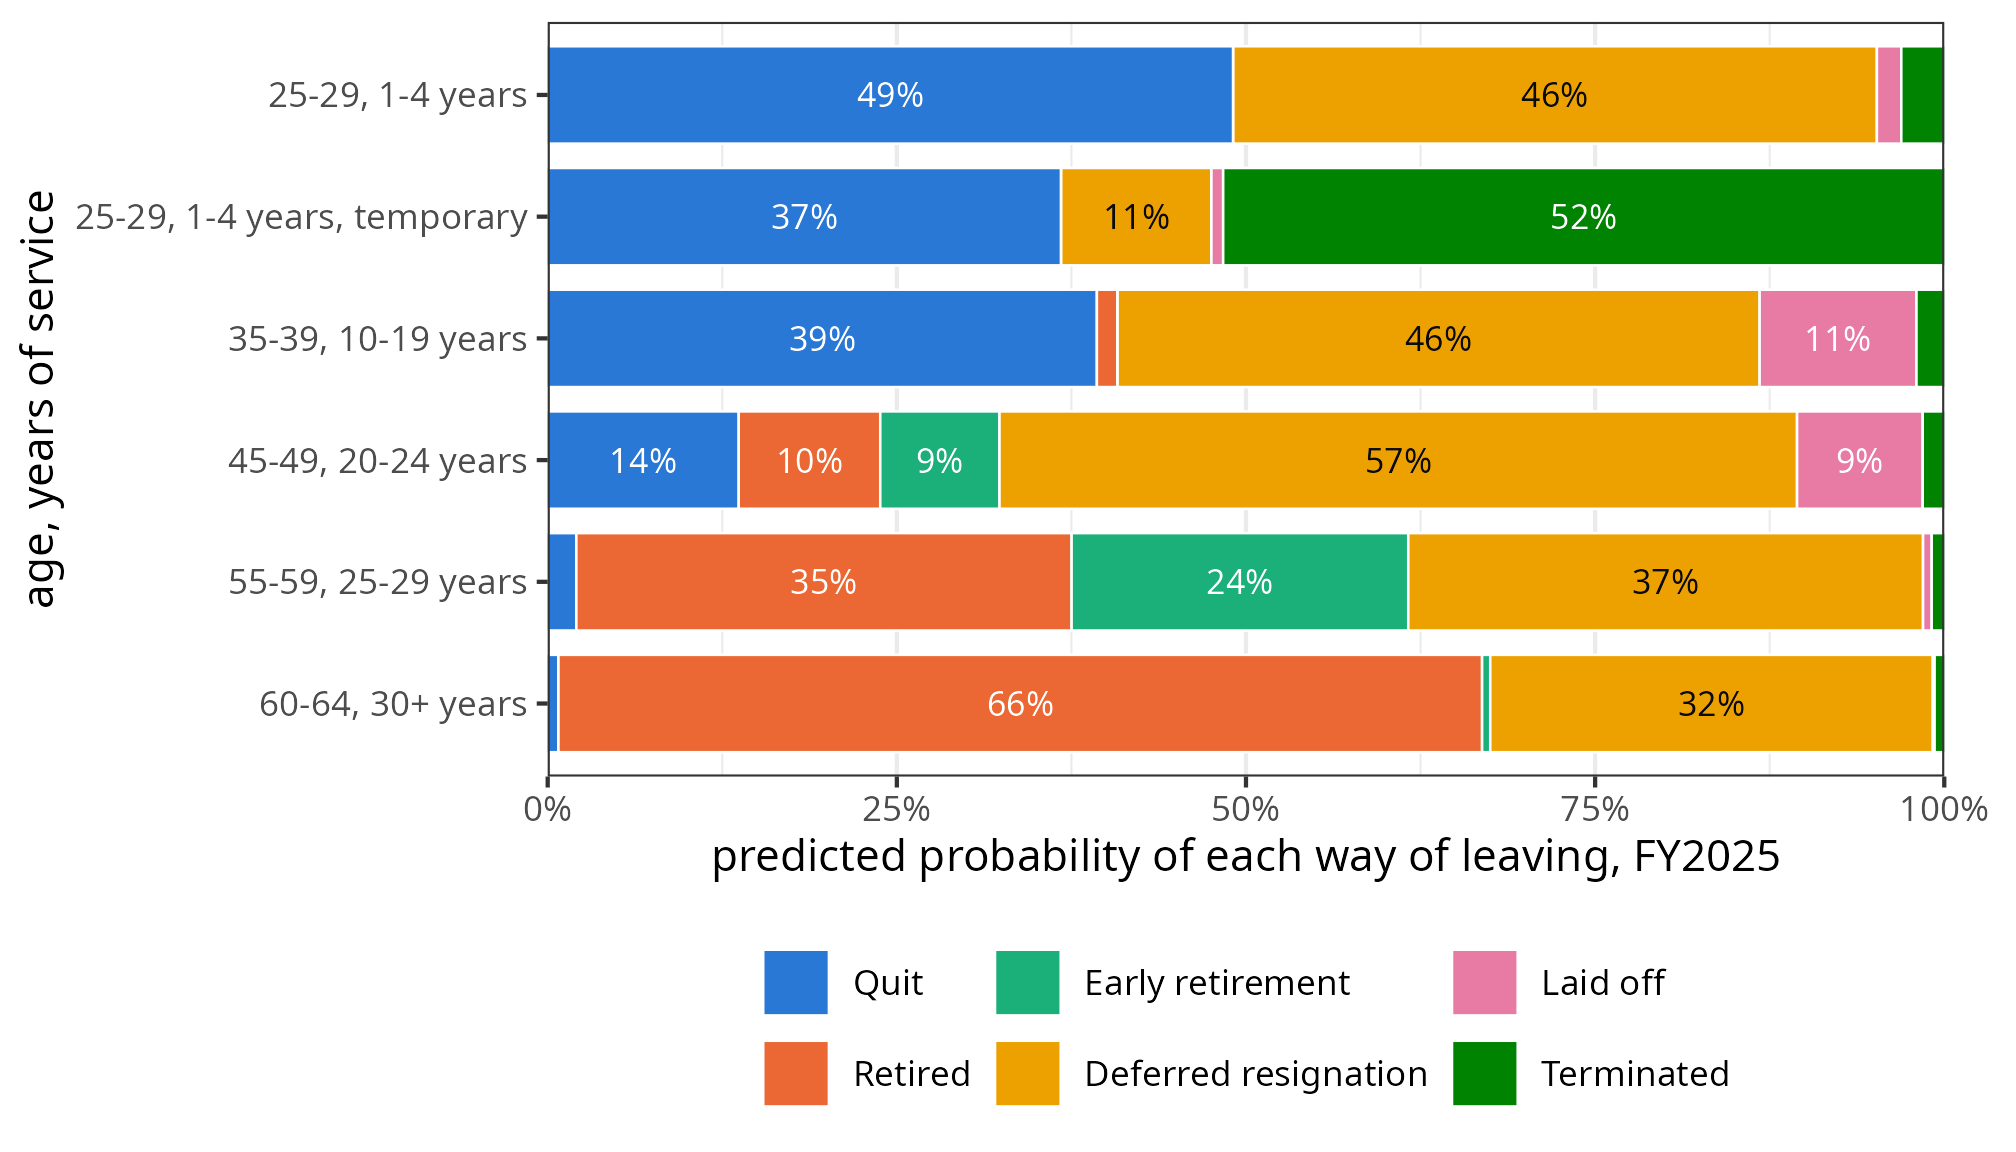 age, years of service
25-29, 1-4 years
49%
46%
25-29, 1-4 years, temporary
37%
11%
52%
35-39, 10-19 years
39%
46%
11%
45-49, 20-24 years
14%
10%
9%
57%
9%
55-59, 25-29 years
35%
24%
37%
60-64, 30+ years
66%
32%
0%
25%
50%
75%
100%
predicted probability of each way of leaving, FY2025
Quit
Early retirement
Laid off
Retired
Deferred resignation
Terminated